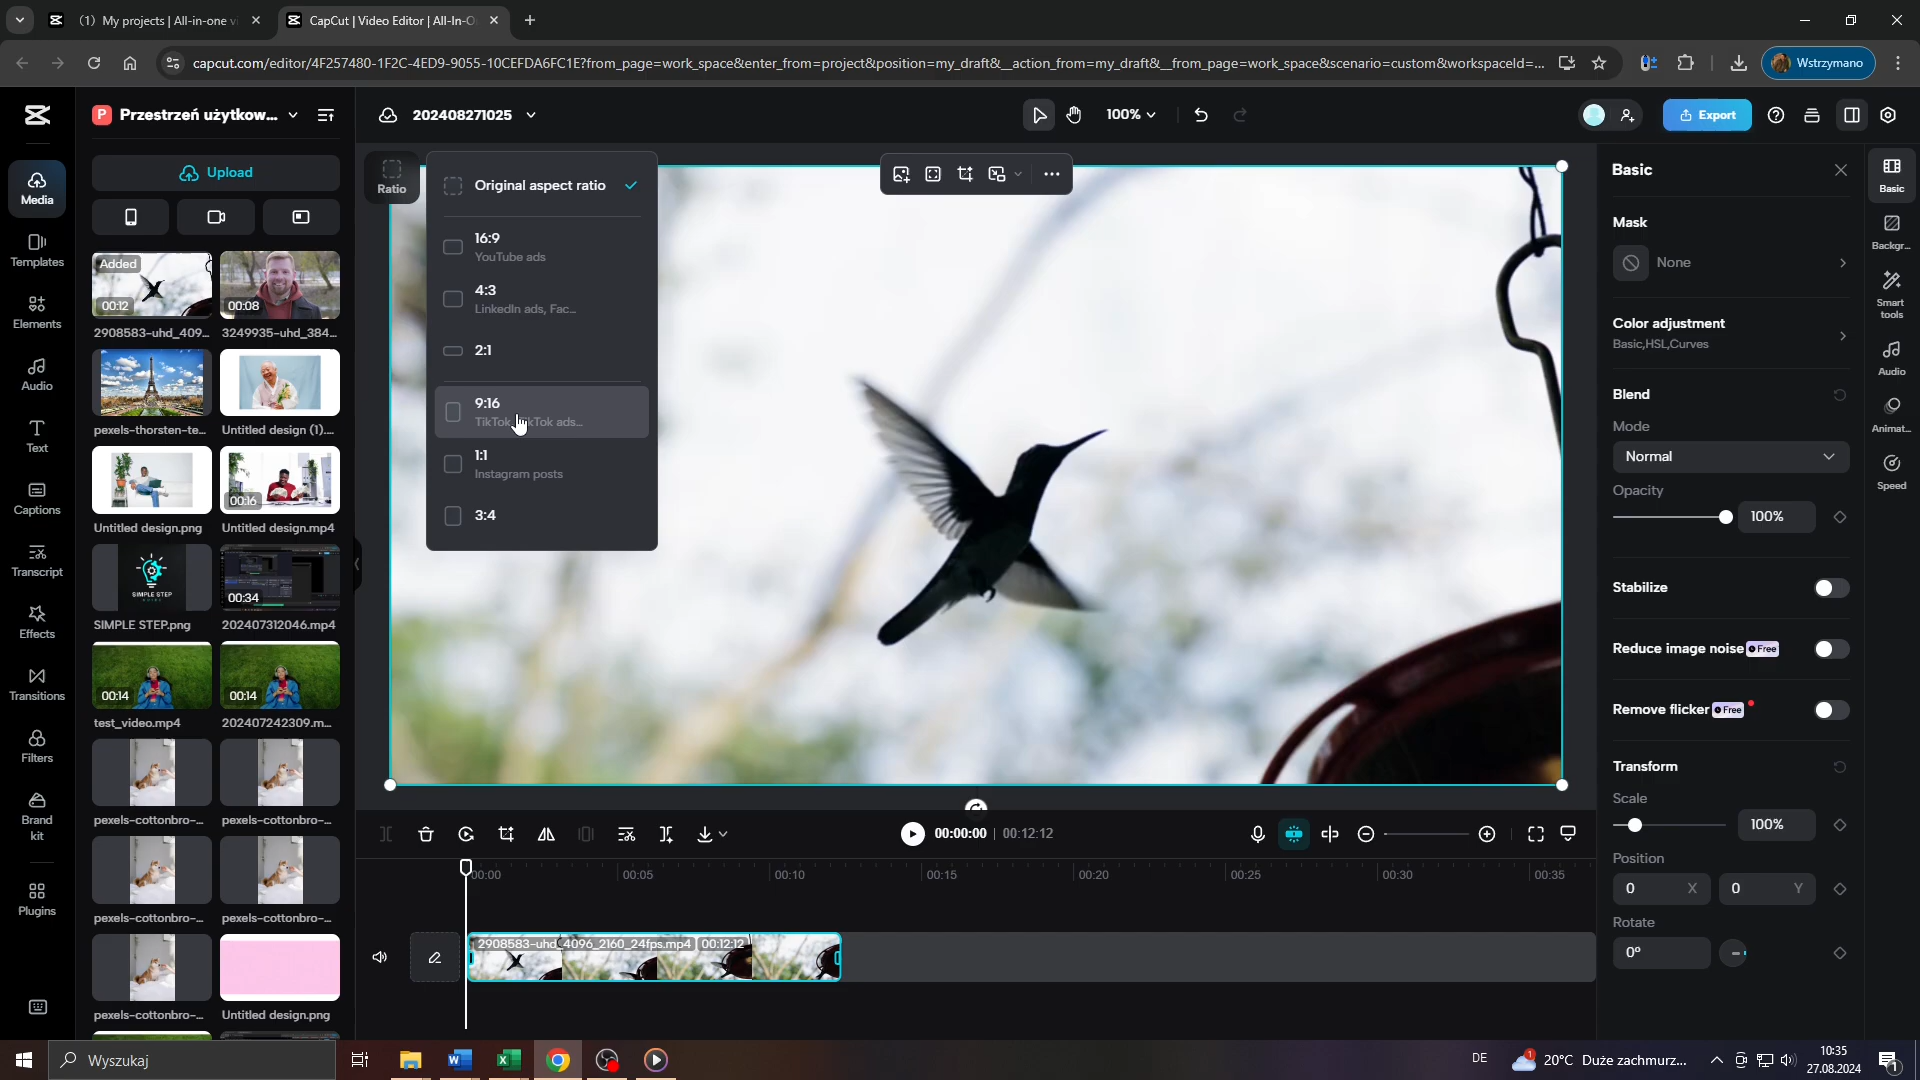 (1) My projects | All-in-one v
CapCut | Video Editor | All-In-O
capcut.com/editor/4F257480-1F2C-4ED9-9055-10CEFDA6FC1E?from_page=work_space&enter_from=project&position=my_draft&__action_from=my_draft&__from_page=work_space&scenario=custom&workspaceId=...
Wstrzymano
Przestrzeń użytkow...
202408271025
100%
Export
Media
Templates
Elements
Audio
Text
Captions
Transcript
Effects
Transitions
Filters
Brand
kit
Plugins
Upload
Added
00:12
00:08
2908583-uhd_409...
3249935-uhd_384...
pexels-thorsten-te...
Untitled design (1)....
00:16
Untitled design.png
Untitled design.mp4
SIMPLE STEP
00:34
SIMPLE STEP.png
202407312046.mp4
00:14
00:14
test_video.mp4
202407242309.m...
pexels-cottonbro-...
pexels-cottonbro-...
pexels-cottonbro-...
pexels-cottonbro-...
pexels-cottonbro-...
Untitled design.png
Ratio
Original aspect ratio
16:9
YouTube ads
4:3
LinkedIn ads, Fac...
2:1
9:16
1:1
Instagram posts
3:4
00:00:00 | 00:12:12
00:00
00:05
00:10
00:15
00:20
00:25
00:30
00:35
2908583-uhd_4096_2160_24fps.mp4 00:12:12
Basic
Mask
None
Color adjustment
Basic,HSL,Curves
Blend
Mode
Normal
Opacity
100%
Stabilize
Reduce image noise Free
Remove flicker Free
Transform
Scale
100%
Position
0 X 0 Y
Rotate
0°
Basic
Backgr...
Smart
tools
Audio
Animat...
Speed
Wyszukaj
DE
1
20°C Duże zachmurz...
10:35
27.08.2024
1